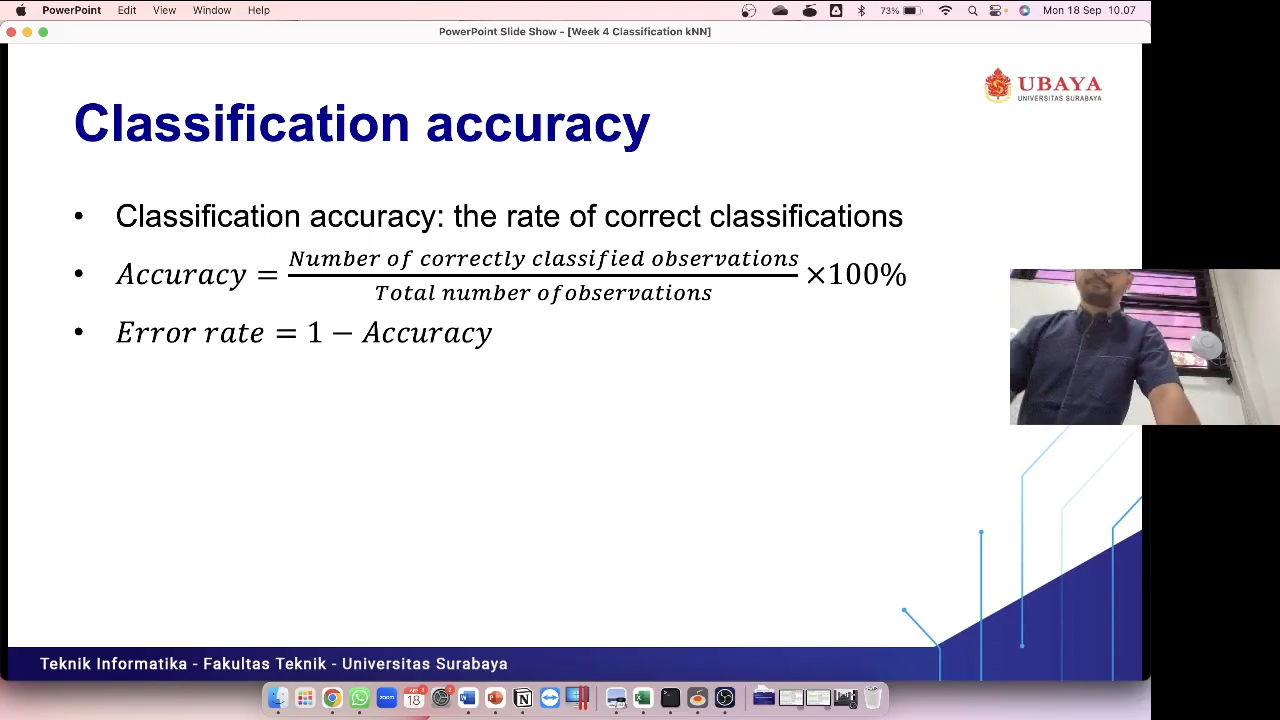 PowerPoint Edit View Window Help 73% Mon 18 Sep 10.07
PowerPoint Slide Show - [Week 4 Classification kNN]
UBAYA
UNIVERSITAS SURABAYA
Classification accuracy
• Classification accuracy: the rate of correct classifications
• Accuracy = Number of correctly classified observations / Total number of observations ×100%
• Error rate = 1 − Accuracy
Teknik Informatika - Fakultas Teknik - Universitas Surabaya
zoom
18